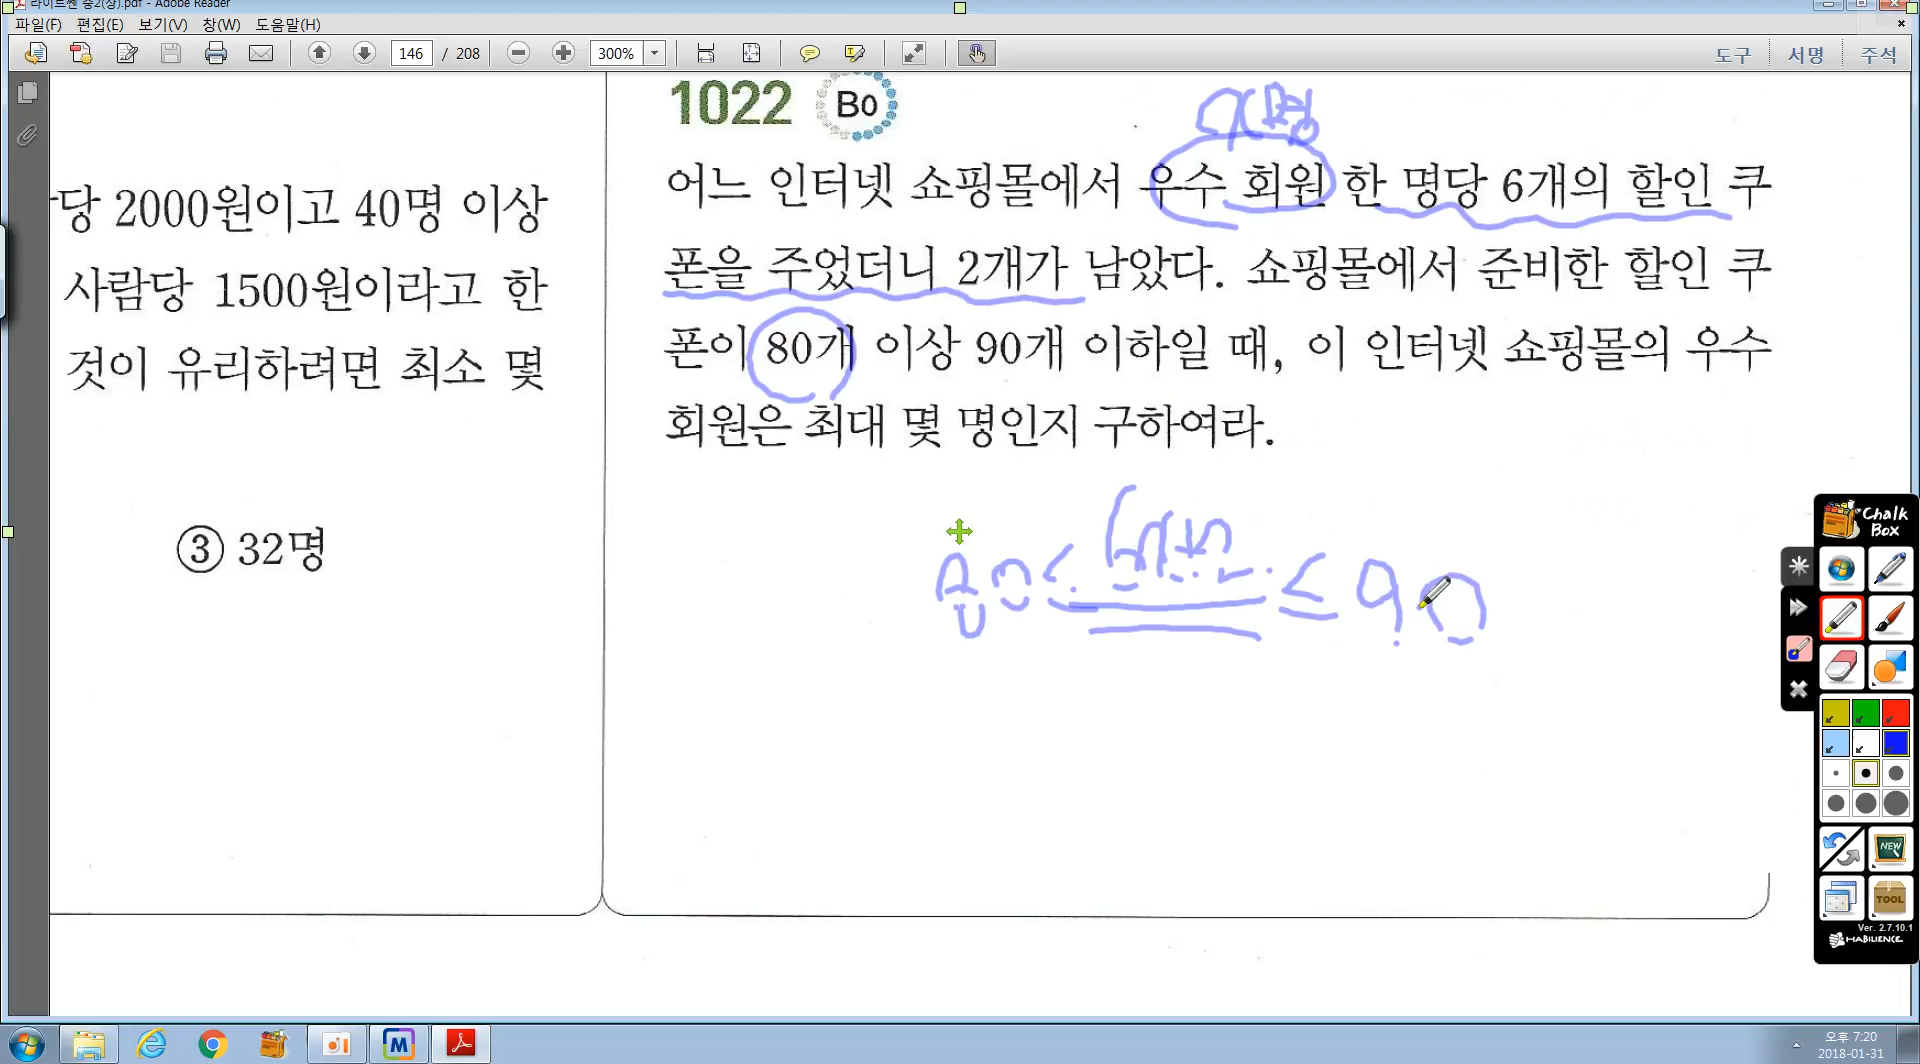 라이트쎈 중2(상).pdf - Adobe Reader
파일(F) 편집(E) 보기(V) 창(W) 도움말(H)
146 / 208 300% 도구 서명 주석
당 2000원이고 40명 이상
사람당 1500원이라고 한
것이 유리하려면 최소 몇
③ 32명
1022 B0
x명
어느 인터넷 쇼핑몰에서 우수 회원 한 명당 6개의 할인 쿠
폰을 주었더니 2개가 남았다. 쇼핑몰에서 준비한 할인 쿠
폰이 80개 이상 90개 이하일 때, 이 인터넷 쇼핑몰의 우수
회원은 최대 몇 명인지 구하여라.
80≤6x+2≤90
Chalk
Box
NEW
TOOL
Ver. 2.7.10.1
HABILIENCE
오후 7:20
2018-01-31